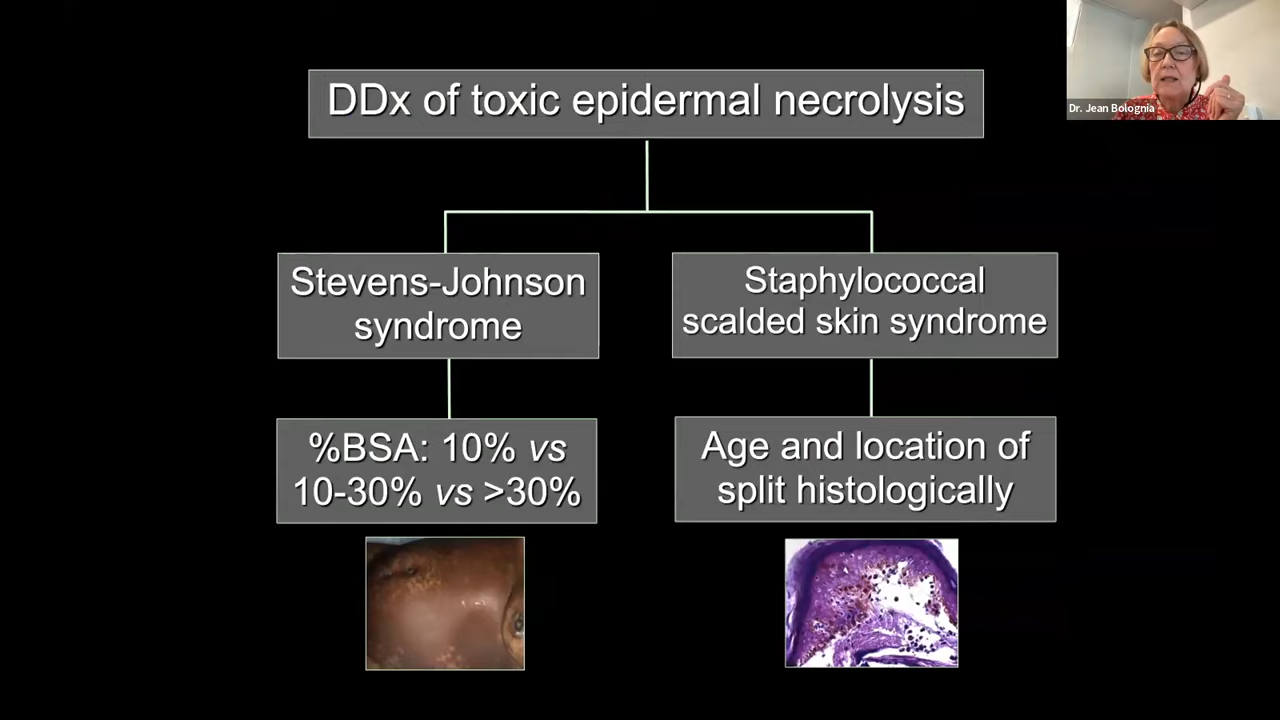 DDx of toxic epidermal necrolysis
Dr. Jean Bolognia
Stevens-Johnson
syndrome
Staphylococcal
scalded skin syndrome
%BSA: 10% vs
10-30% vs >30%
Age and location of
split histologically